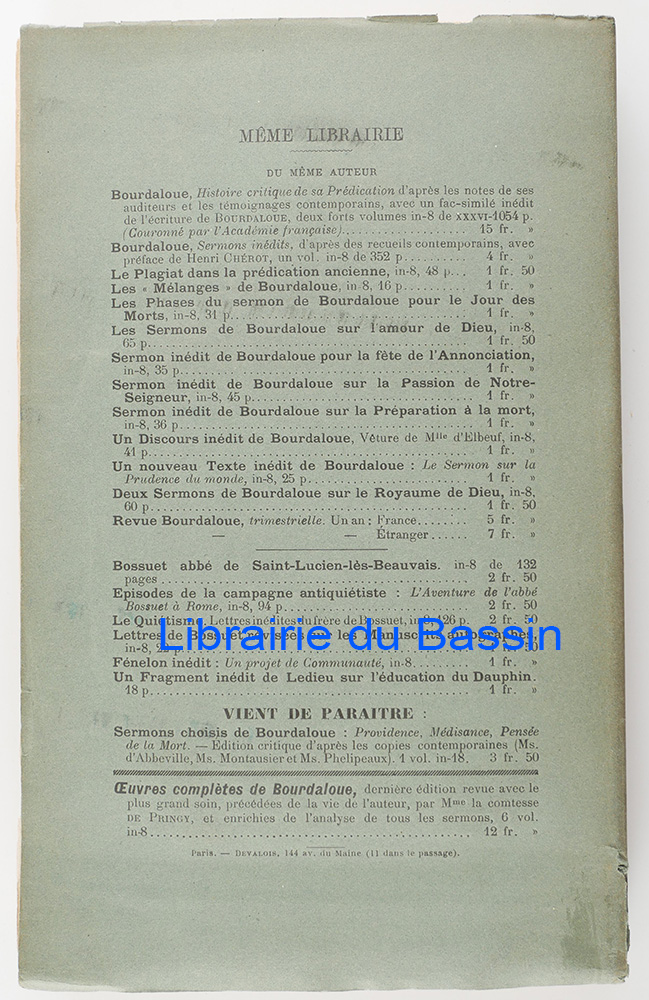 MÊME LIBRAIRIE
DU MÊME AUTEUR
Bourdaloue, Histoire critique de sa Prédication d'après les notes de ses
auditeurs et les témoignages contemporains, avec un fac-similé inédit
de l'écriture de BOURDALOUE, deux forts volumes in-8 de XXXVI-1054 p.
(Couronné par l'Académie française).................. 15 fr. »
Bourdaloue, Sermons inédits, d'après des recueils contemporains, avec
préface de Henri CHÉROT, un vol. in-8 de 352 p.......... 4 fr. »
Le Plagiat dans la prédication ancienne, in-8, 48 p... 1 fr. 50
Les « Mélanges » de Bourdaloue, in 8, 16 p.......... 1 fr. »
Les Phases du sermon de Bourdaloue pour le Jour des
Morts, in-8, 31 p.................................. 1 fr. »
Les Sermons de Bourdaloue sur l'amour de Dieu, in-8,
65 p.................................. 1 fr. 50
Sermon inédit de Bourdaloue pour la fête de l'Annonciation,
in-8, 35 p.................................. 1 fr. »
Sermon inédit de Bourdaloue sur la Passion de Notre-
Seigneur, in-8, 45 p.................................. 1 fr. »
Sermon inédit de Bourdaloue sur la Préparation à la mort,
in-8, 36 p.................................. 1 fr. »
Un Discours inédit de Bourdaloue, Vêture de Mlle d'Elbeuf, in-8,
41 p.................................. 1 fr. »
Un nouveau Texte inédit de Bourdaloue : Le Sermon sur la
Prudence du monde, in-8, 25 p.......................... 1 fr. »
Deux Sermons de Bourdaloue sur le Royaume de Dieu, in-8,
60 p.................................. 1 fr. 50
Revue Bourdaloue, trimestrielle. Un an : France........ 5 fr. »
— — Étranger...... 7 fr. »
Bossuet abbé de Saint-Lucien-lès-Beauvais. in-8 de 132
pages.................................. 2 fr. 50
Episodes de la campagne antiquiétiste : L'Aventure de l'abbé
Bossuet à Rome, in-8, 94 p.......................... 2 fr. 50
Le Quiétisme, Lettres inédites du frère de Bossuet, in-8, 126 p. 2 fr. 50
Lettres de Bossuet révisées sur les Manuscrits autographes,
in-8, 22 p. 50
Librairie du Bassin
Fénelon inédit : Un projet de Communauté, in-8......... 1 fr. »
Un Fragment inédit de Ledieu sur l'éducation du Dauphin.
18 p.................................. 1 fr. »
VIENT DE PARAITRE :
Sermons choisis de Bourdaloue : Providence, Médisance, Pensée
de la Mort. — Edition critique d'après les copies contemporaines (Ms.
d'Abbeville, Ms. Montausier et Ms. Phelipeaux). 1 vol. in-18. 3 fr. 50
Œuvres complètes de Bourdaloue, dernière édition revue avec le
plus grand soin, précédées de la vie de l'auteur, par Mme la comtesse
DE PRINGY, et enrichies de l'analyse de tous les sermons, 6 vol.
in-8.................................. 12 fr. »
Paris. — DEVALOIS, 144 av. du Maine (11 dans le passage).